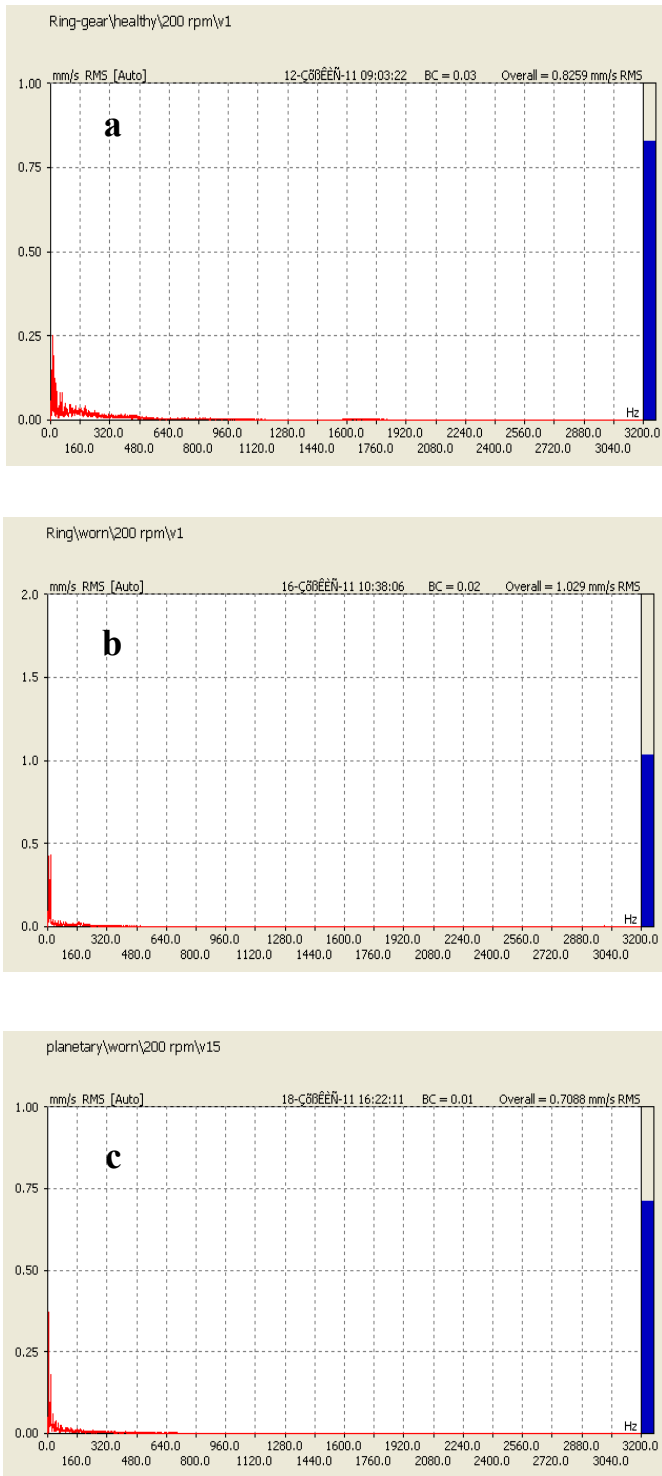 Ring-gear\healthy\200 rpm\v1
mm/s RMS [Auto] 12-ÇõßÊÈÑ-11 09:03:22 BC = 0.03 Overall = 0.8259 mm/s RMS
1.00
a
0.75
0.50
0.25
0.00
Hz
0.0 320.0 640.0 960.0 1280.0 1600.0 1920.0 2240.0 2560.0 2880.0 3200.0
160.0 480.0 800.0 1120.0 1440.0 1760.0 2080.0 2400.0 2720.0 3040.0
Ring\worn\200 rpm\v1
mm/s RMS [Auto] 16-ÇõßÊÈÑ-11 10:38:06 BC = 0.02 Overall = 1.029 mm/s RMS
2.0
b
1.5
1.0
0.5
0.0
Hz
0.0 320.0 640.0 960.0 1280.0 1600.0 1920.0 2240.0 2560.0 2880.0 3200.0
160.0 480.0 800.0 1120.0 1440.0 1760.0 2080.0 2400.0 2720.0 3040.0
planetary\worn\200 rpm\v15
mm/s RMS [Auto] 18-ÇõßÊÈÑ-11 16:22:11 BC = 0.01 Overall = 0.7088 mm/s RMS
1.00
c
0.75
0.50
0.25
0.00
Hz
0.0 320.0 640.0 960.0 1280.0 1600.0 1920.0 2240.0 2560.0 2880.0 3200.0
160.0 480.0 800.0 1120.0 1440.0 1760.0 2080.0 2400.0 2720.0 3040.0